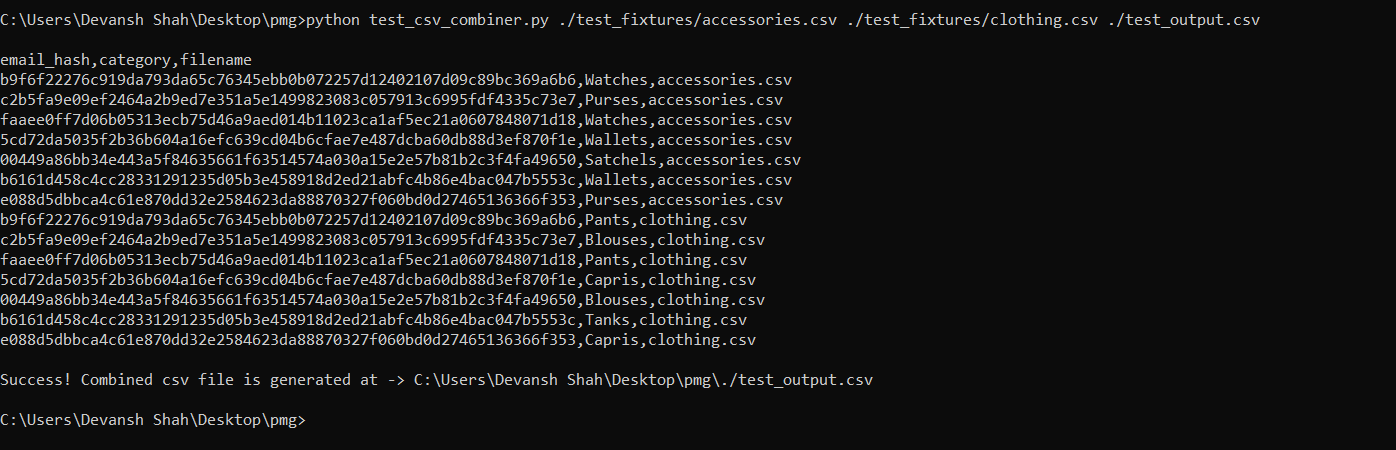 C:\Users\Devansh Shah\Desktop\pmg>python test_csv_combiner.py ./test_fixtures/accessories.csv ./test_fixtures/clothing.csv ./test_output.csv
email_hash,category,filename
b9f6f22276c919da793da65c76345ebb0b072257d12402107d09c89bc369a6b6,Watches,accessories.csv
c2b5fa9e09ef2464a2b9ed7e351a5e1499823083c057913c6995fdf4335c73e7,Purses,accessories.csv
faaee0ff7d06b05313ecb75d46a9aed014b11023ca1af5ec21a0607848071d18,Watches,accessories.csv
5cd72da5035f2b36b604a16efc639cd04b6cfae7e487dcba60db88d3ef870f1e,Wallets,accessories.csv
00449a86bb34e443a5f84635661f63514574a030a15e2e57b81b2c3f4fa49650,Satchels,accessories.csv
b6161d458c4cc28331291235d05b3e458918d2ed21abfc4b86e4bac047b5553c,Wallets,accessories.csv
e088d5dbbca4c61e870dd32e2584623da88870327f060bd0d27465136366f353,Purses,accessories.csv
b9f6f22276c919da793da65c76345ebb0b072257d12402107d09c89bc369a6b6,Pants,clothing.csv
c2b5fa9e09ef2464a2b9ed7e351a5e1499823083c057913c6995fdf4335c73e7,Blouses,clothing.csv
faaee0ff7d06b05313ecb75d46a9aed014b11023ca1af5ec21a0607848071d18,Pants,clothing.csv
5cd72da5035f2b36b604a16efc639cd04b6cfae7e487dcba60db88d3ef870f1e,Capris,clothing.csv
00449a86bb34e443a5f84635661f63514574a030a15e2e57b81b2c3f4fa49650,Blouses,clothing.csv
b6161d458c4cc28331291235d05b3e458918d2ed21abfc4b86e4bac047b5553c,Tanks,clothing.csv
e088d5dbbca4c61e870dd32e2584623da88870327f060bd0d27465136366f353,Capris,clothing.csv
Success! Combined csv file is generated at -> C:\Users\Devansh Shah\Desktop\pmg\./test_output.csv
C:\Users\Devansh Shah\Desktop\pmg>